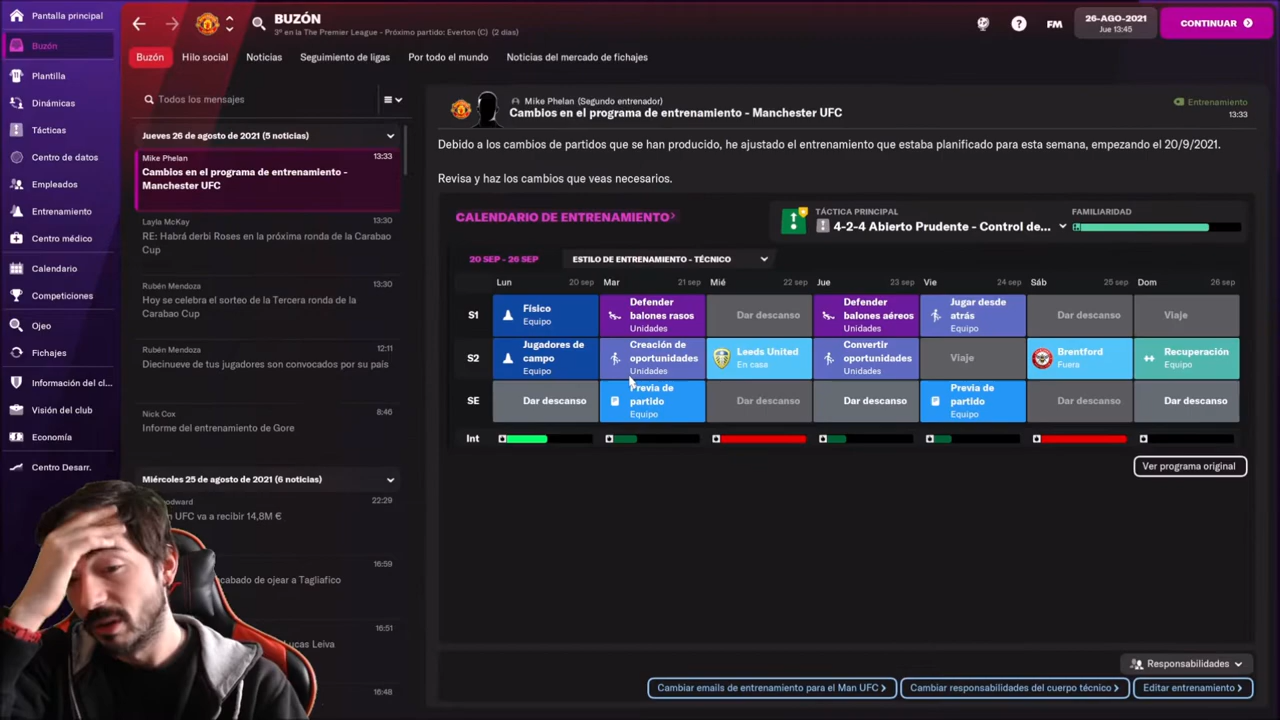 Pantalla principal
Buzón
Plantilla
Dinámicas
Tácticas
Centro de datos
Empleados
Entrenamiento
Centro médico
Calendario
Competiciones
Ojeo
Fichajes
Información del cl...
Visión del club
Economía
Centro Desarr.
BUZÓN
3º en la The Premier League - Próximo partido: Everton (C) (2 días)
FM
26-AGO-2021
Jue 13:45
CONTINUAR
Buzón
Hilo social
Noticias
Seguimiento de ligas
Por todo el mundo
Noticias del mercado de fichajes
Todos los mensajes
Jueves 26 de agosto de 2021 (5 noticias)
Mike Phelan
13:33
Cambios en el programa de entrenamiento -
Manchester UFC
Layla McKay
13:30
RE: Habrá derbi Roses en la próxima ronda de la Carabao
Cup
Rubén Mendoza
13:30
Hoy se celebra el sorteo de la Tercera ronda de la
Carabao Cup
Rubén Mendoza
12:11
Diecinueve de tus jugadores son convocados por su país
Nick Cox
8:46
Informe del entrenamiento de Gore
Miércoles 25 de agosto de 2021 (6 noticias)
22:29
UFC va a recibir 14,8M €
16:59
acabado de ojear a Tagliafico
16:51
Lucas Leiva
16:48
Mike Phelan (Segundo entrenador)
Cambios en el programa de entrenamiento - Manchester UFC
Entrenamiento
13:33
Debido a los cambios de partidos que se han producido, he ajustado el entrenamiento que estaba planificado para esta semana, empezando el 20/9/2021.
Revisa y haz los cambios que veas necesarios.
CALENDARIO DE ENTRENAMIENTO
TÁCTICA PRINCIPAL
4-2-4 Abierto Prudente - Control de...
FAMILIARIDAD
20 SEP - 26 SEP
ESTILO DE ENTRENAMIENTO - TÉCNICO
Lun 20 sep Mar 21 sep Mié 22 sep Jue 23 sep Vie 24 sep Sáb 25 sep Dom 26 sep
S1
Físico
Equipo
Defender
balones rasos
Unidades
Dar descanso
Defender
balones aéreos
Unidades
Jugar desde
atrás
Equipo
Dar descanso
Viaje
S2
Jugadores de
campo
Equipo
Creación de
oportunidades
Unidades
Leeds United
En casa
Convertir
oportunidades
Unidades
Viaje
Brentford
Fuera
Recuperación
Equipo
SE
Dar descanso
Previa de
partido
Equipo
Dar descanso
Dar descanso
Previa de
partido
Equipo
Dar descanso
Dar descanso
Int
Ver programa original
Responsabilidades
Cambiar emails de entrenamiento para el Man UFC
Cambiar responsabilidades del cuerpo técnico
Editar entrenamiento